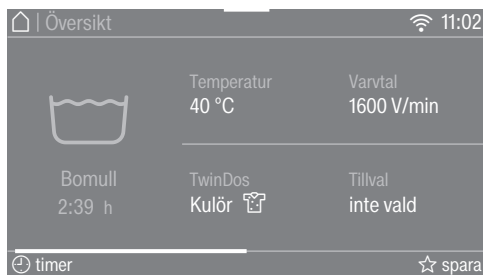 Översikt 11:02
Temperatur Varvtal
40 °C 1600 V/min
Bomull
2:39 h
TwinDos Tillval
Kulör inte vald
timer spara